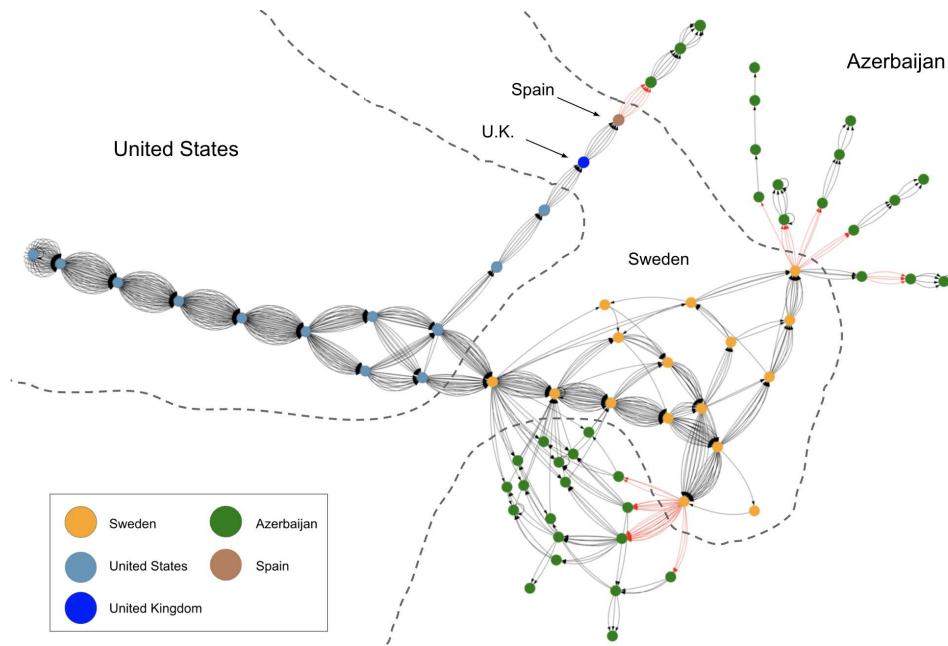 Azerbaijan
Spain
U.K.
United States
Sweden
Sweden
Azerbaijan
United States
Spain
United Kingdom